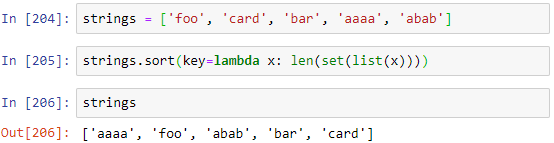 In [204]: strings = ['foo', 'card', 'bar', 'aaaa', 'abab']
In [205]: strings.sort(key=lambda x: len(set(list(x))))
In [206]: strings
Out[206]: ['aaaa', 'foo', 'abab', 'bar', 'card']